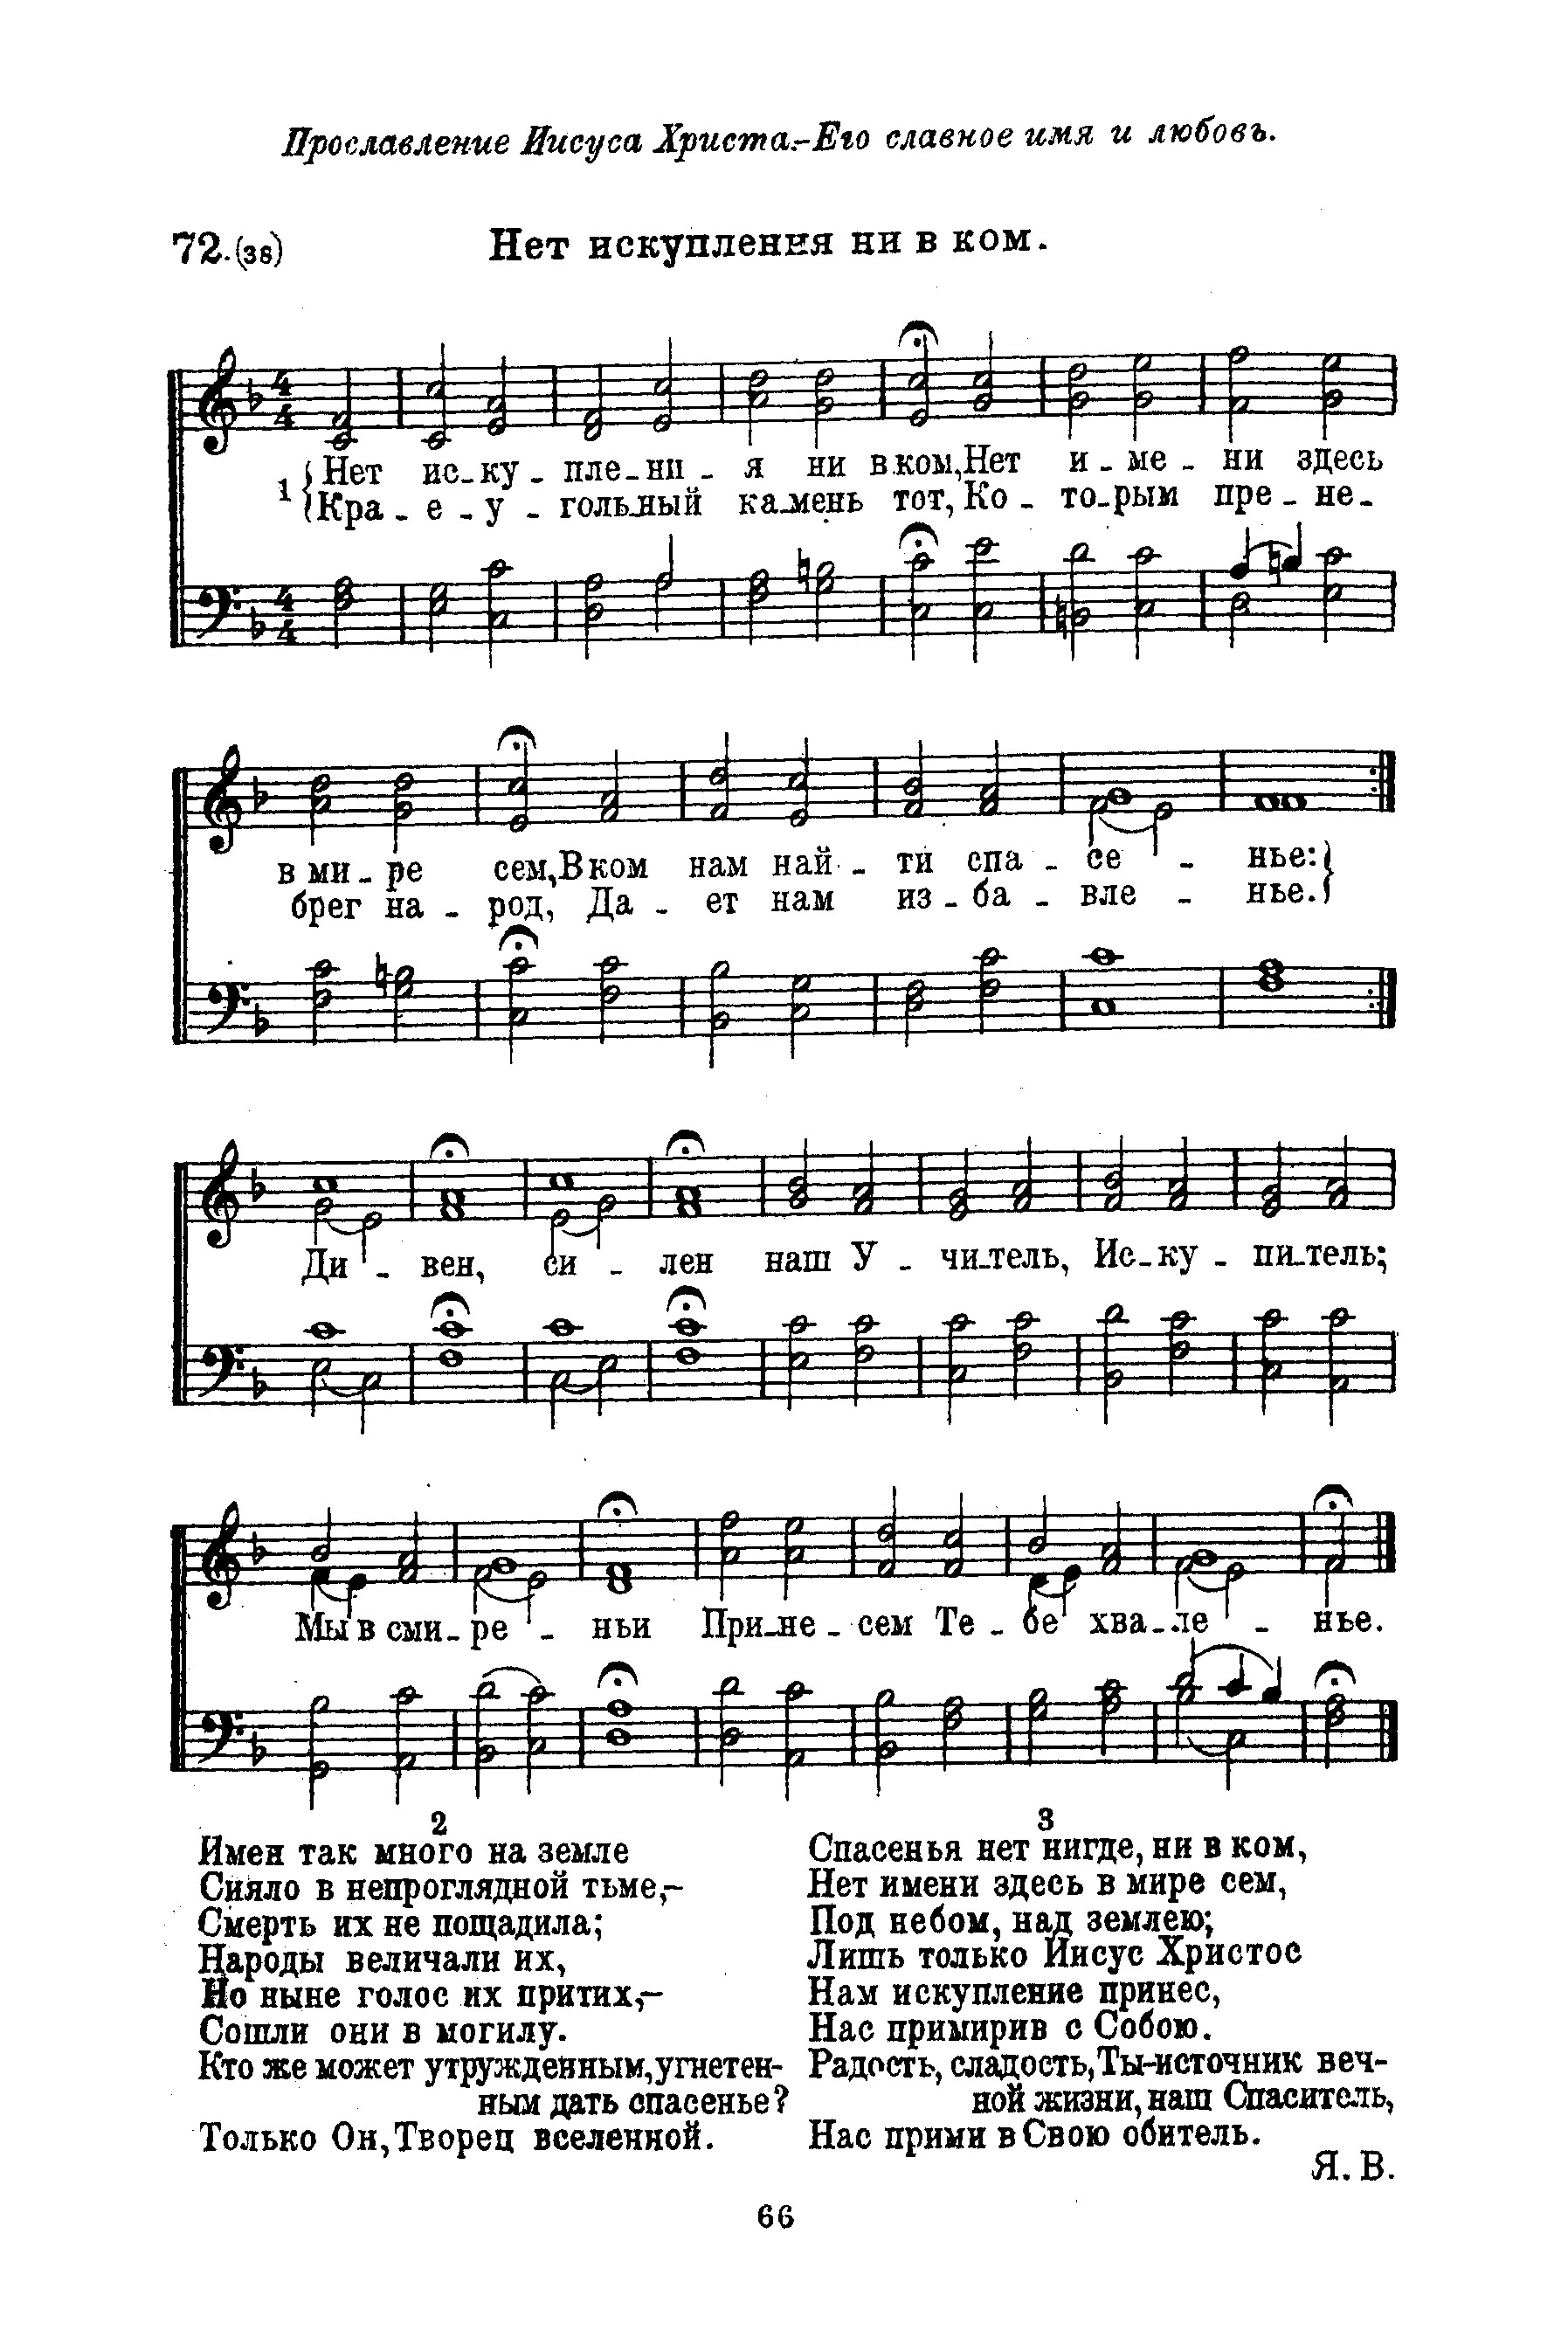 Прославление Иисуса Христа.-Его славное имя и любовь.
72.(38) Нет искупления ни в ком.
1 Нет ис-ку - пле-ни - я ни в ком, Нет и - ме - ни здесь
Кра - е - у - гольный камень тот, Ко - то-рым пре - не -
в ми - ре сем, В ком нам най - ти спа - се - нье:
брег на - род, Да - ет нам из - ба - вле - нье.
Ди - вен, си - лен наш У - чи-тель, Ис-ку - пи-тель;
Мы в сми-ре - ньи При-не - сем Те - бе хва-ле - нье.
2
Имен так много на земле
Сияло в непроглядной тьме,-
Смерть их не пощадила;
Народы величали их,
Но ныне голос их притих,-
Сошли они в могилу.
Кто же может утружденным, угнетен-
ным дать спасенье?
Только Он, Творец вселенной.
3
Спасенья нет нигде, ни в ком,
Нет имени здесь в мире сем,
Под небом, над землею;
Лишь только Иисус Христос
Нам искупление принес,
Нас примирив с Собою.
Радость, сладость, Ты-источник веч-
ной жизни, наш Спаситель,
Нас прими в Свою обитель.
Я. В.
66